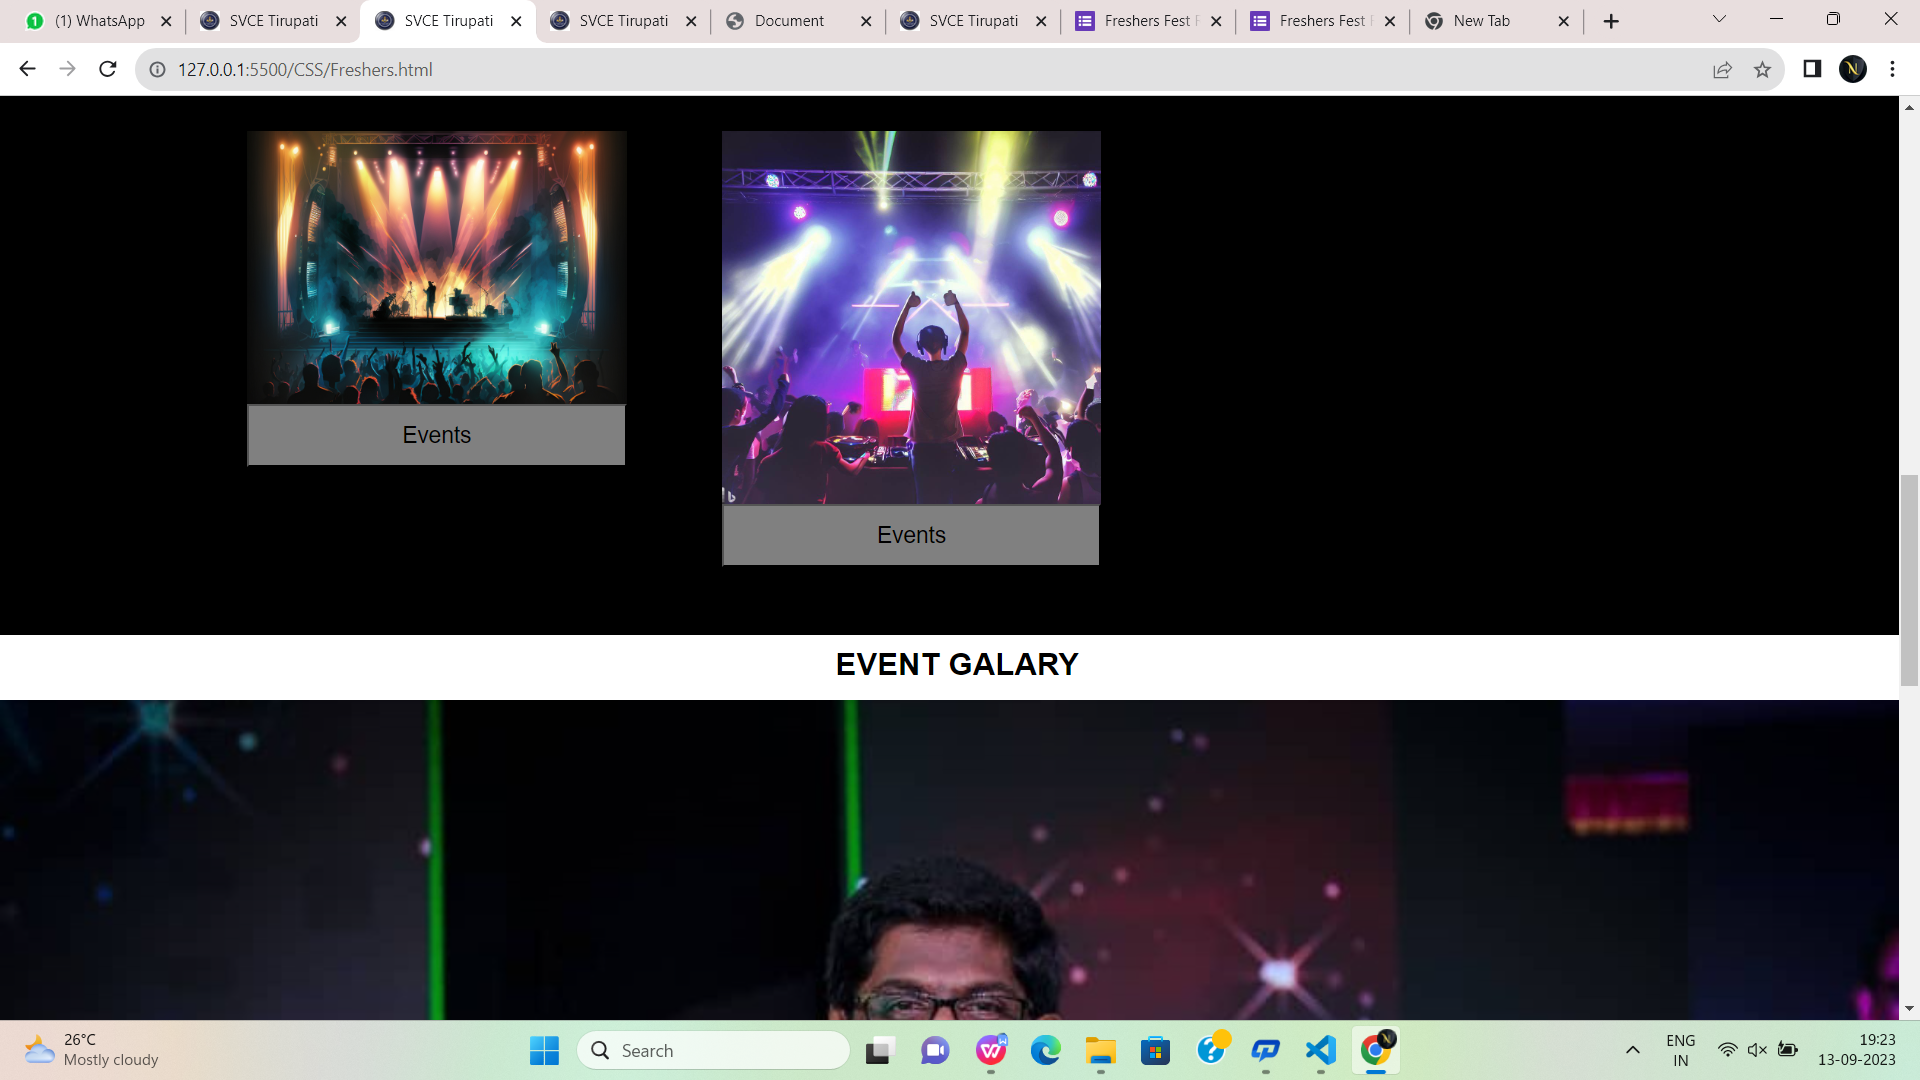 (1) WhatsApp
SVCE Tirupati
SVCE Tirupati
SVCE Tirupati
Document
SVCE Tirupati
Freshers Fest F
Freshers Fest F
New Tab
127.0.0.1:5500/CSS/Freshers.html
Events
Events
EVENT GALARY
26°C
Mostly cloudy
Search
ENG
IN
19:23
13-09-2023